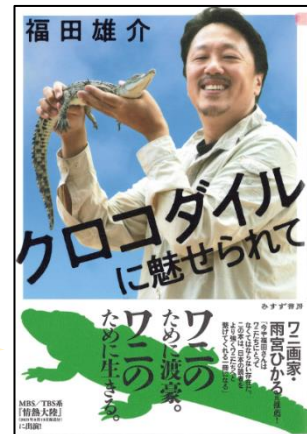 福田雄介
クロコダイル
に魅せられて
みすず書房
ワニの
ために渡豪。
ワニの
ために生きる。
ワニ画家・
雨宮ひかる氏推薦!
MBS/TBS系
『情熱大陸』
に出演!